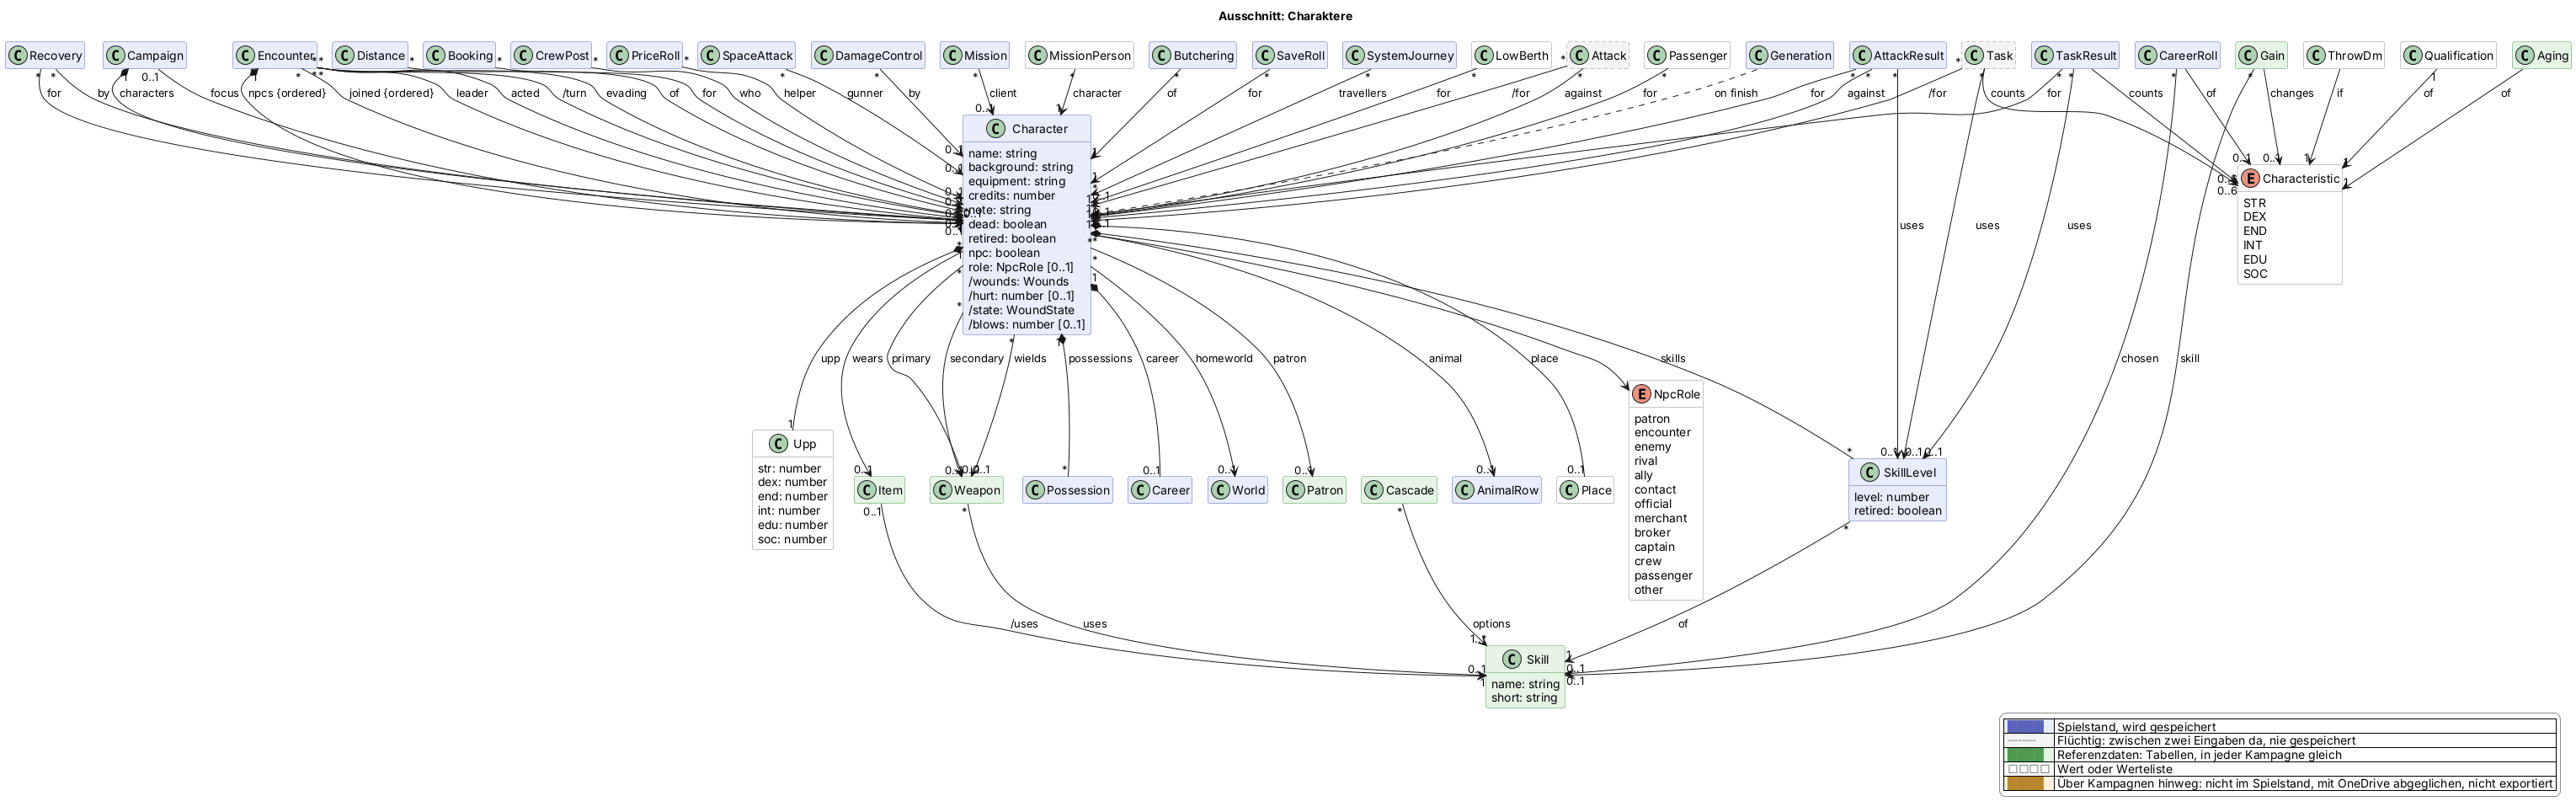 Ausschnitt: Charaktere
C Recovery
C Campaign
C Encounter
C Distance
C Booking
C CrewPost
C PriceRoll
C SpaceAttack
C DamageControl
C Mission
C MissionPerson
C Butchering
C SaveRoll
C SystemJourney
C LowBerth
C Attack
C Passenger
C Generation
C AttackResult
C Task
C TaskResult
C CareerRoll
C Gain
C ThrowDm
C Qualification
C Aging
for
by
characters
focus
npcs {ordered}
joined {ordered}
leader
acted
/turn
evading
of
for
who
helper
gunner
by
client
character
of
for
travellers
for
/for
against
for
on finish
for
against
/for
for
counts
counts
of
changes
if
of
of
C Character
name: string
background: string
equipment: string
credits: number
note: string
dead: boolean
retired: boolean
npc: boolean
role: NpcRole [0..1]
/wounds: Wounds
/hurt: number [0..1]
/state: WoundState
/blows: number [0..1]
E Characteristic
STR
DEX
END
INT
EDU
SOC
uses
uses
uses
upp
wears
primary
secondary
wields
possessions
career
homeworld
patron
animal
place
skills
chosen
skill
E NpcRole
patron
encounter
enemy
rival
ally
contact
official
merchant
broker
captain
crew
passenger
other
C Upp
str: number
dex: number
end: number
int: number
edu: number
soc: number
C Item
C Weapon
C Possession
C Career
C World
C Patron
C Cascade
C AnimalRow
C Place
C SkillLevel
level: number
retired: boolean
/uses
uses
options
of
C Skill
name: string
short: string
Spielstand, wird gespeichert
Flüchtig: zwischen zwei Eingaben da, nie gespeichert
Referenzdaten: Tabellen, in jeder Kampagne gleich
Wert oder Werteliste
Über Kampagnen hinweg: nicht im Spielstand, mit OneDrive abgeglichen, nicht exportiert